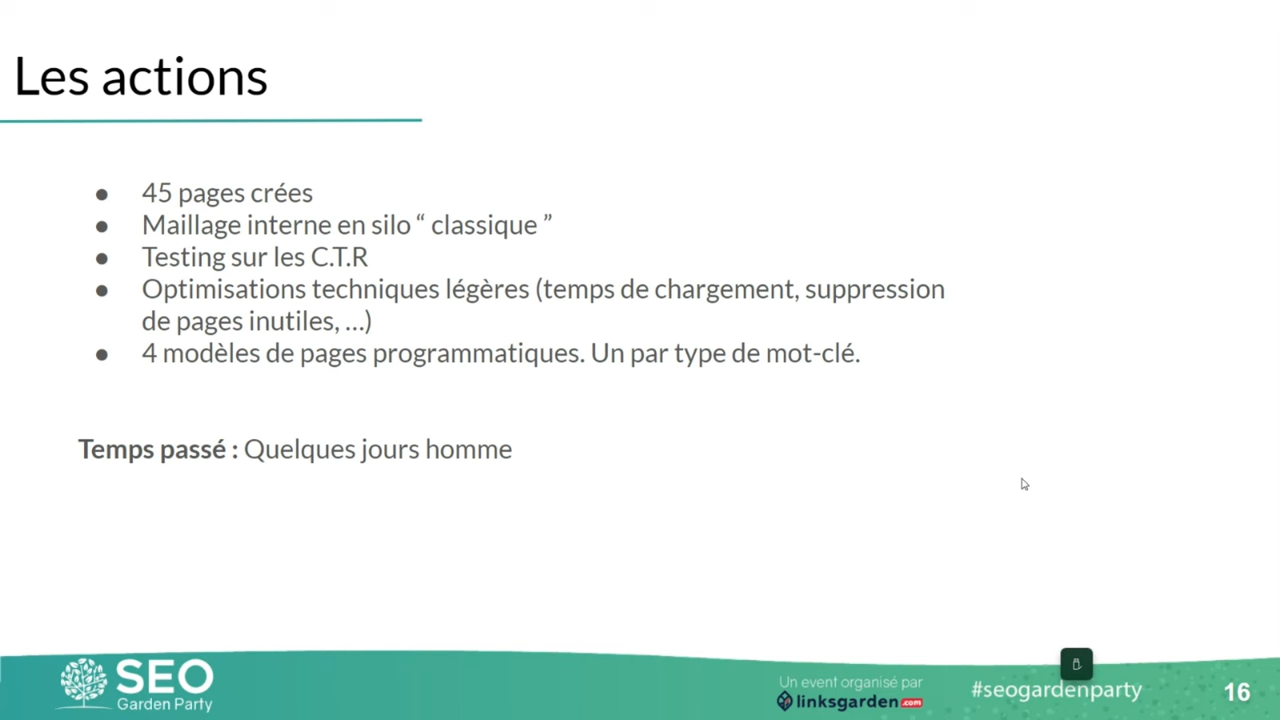 Les actions
● 45 pages crées
● Maillage interne en silo “ classique ”
● Testing sur les C.T.R
● Optimisations techniques légères (temps de chargement, suppression
de pages inutiles, ...)
● 4 modèles de pages programmatiques. Un par type de mot-clé.
Temps passé : Quelques jours homme
SEO
Garden Party
Un event organisé par
linksgarden.com
#seogardenparty
16